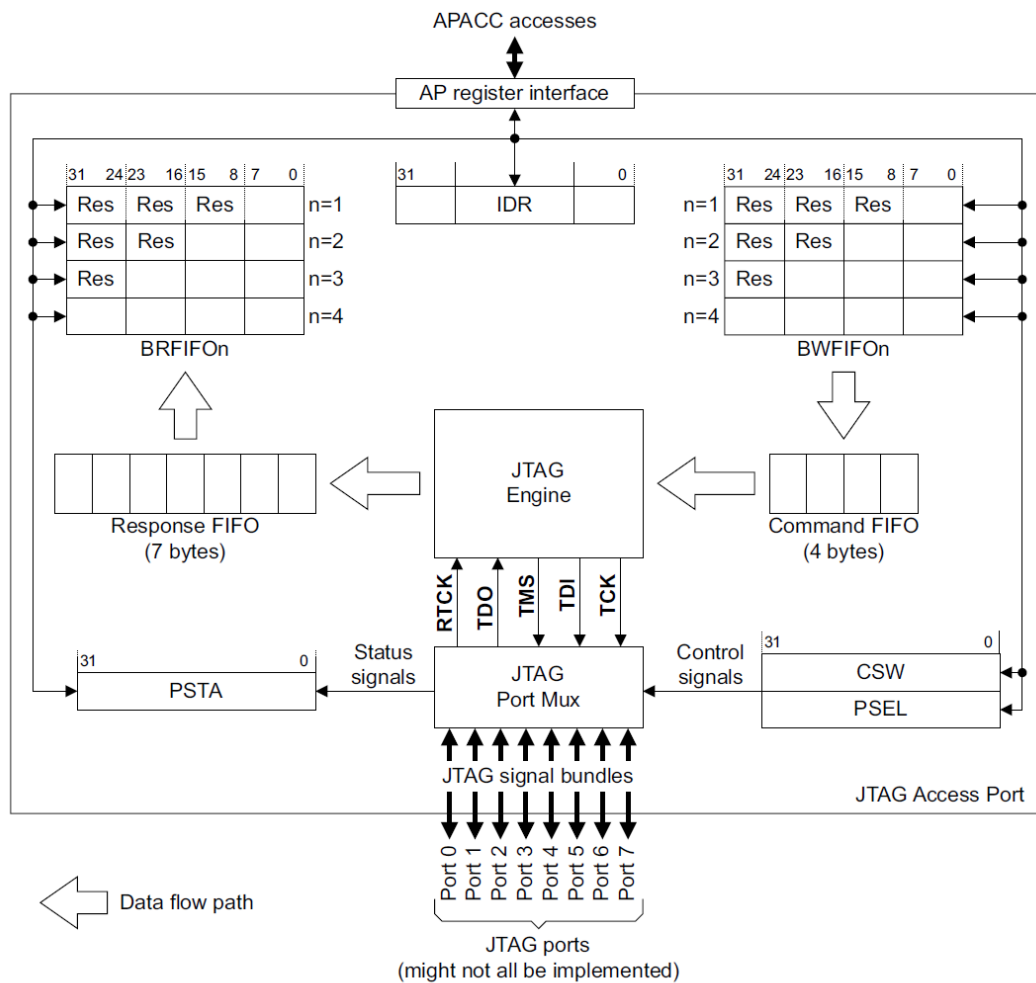 APACC accesses
AP register interface
31 24 23 16 15 8 7 0
31 0
31 24 23 16 15 8 7 0
Res Res Res n=1
IDR
n=1 Res Res Res
Res Res n=2
n=2 Res Res
Res n=3
n=3 Res
n=4
n=4
BRFIFOn
BWFIFOn
JTAG
Engine
Response FIFO
(7 bytes)
Command FIFO
(4 bytes)
RTCK
TDO
TMS
TDI
TCK
31 0
PSTA
Status
signals
JTAG
Port Mux
Control
signals
31 0
CSW
PSEL
JTAG signal bundles
JTAG Access Port
Port 0
Port 1
Port 2
Port 3
Port 4
Port 5
Port 6
Port 7
Data flow path
JTAG ports
(might not all be implemented)